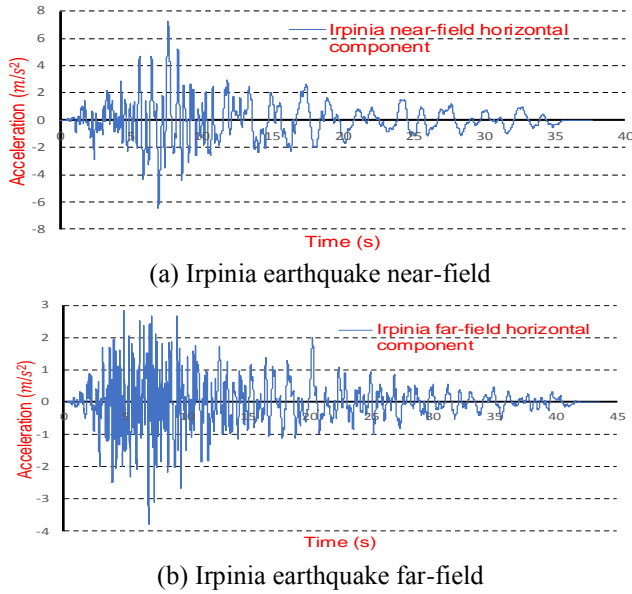 8
6
4
2
0
-2
-4
-6
-8
Acceleration (m/s²)
Irpinia near-field horizontal
component
0 5 10 15 20 25 30 35 40
Time (s)
(a) Irpinia earthquake near-field
3
2
1
0
-1
-2
-3
-4
Acceleration (m/s²)
Irpinia far-field horizontal
component
0 5 10 15 20 25 30 35 40 45
Time (s)
(b) Irpinia earthquake far-field